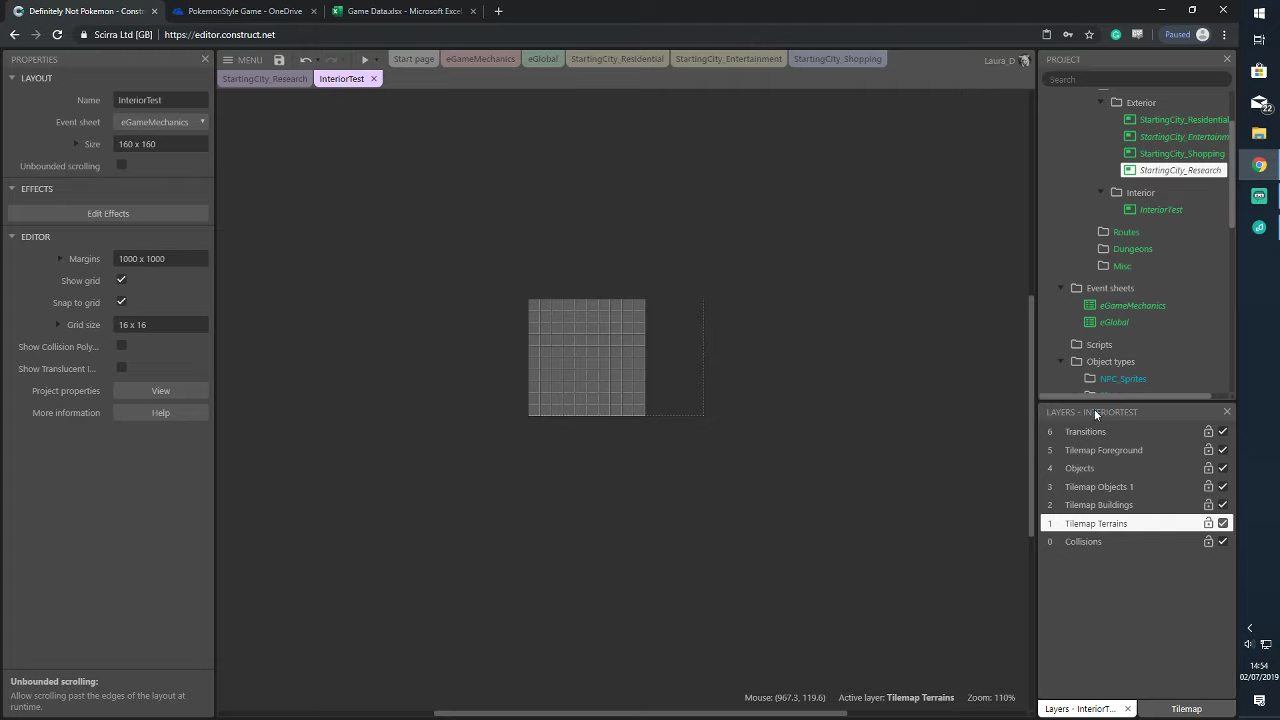 Definitely Not Pokemon - Constr
PokemonStyle Game - OneDrive
Game Data.xlsx - Microsoft Excel
Scirra Ltd [GB]
https://editor.construct.net
Paused
PROPERTIES
MENU
Start page
eGameMechanics
eGlobal
StartingCity_Residential
StartingCity_Entertainment
StartingCity_Shopping
Laura_D
StartingCity_Research
InteriorTest
LAYOUT
Name
InteriorTest
Event sheet
eGameMechanics
Size
160 x 160
Unbounded scrolling
EFFECTS
Edit Effects
EDITOR
Margins
1000 x 1000
Show grid
Snap to grid
Grid size
16 x 16
Show Collision Poly...
Show Translucent I...
Project properties
View
More information
Help
Unbounded scrolling:
Allow scrolling past the edges of the layout at
runtime.
Mouse: (967.3, 119.6)
Active layer: Tilemap Terrains
Zoom: 110%
PROJECT
Search
Exterior
StartingCity_Residential
StartingCity_Entertainm
StartingCity_Shopping
StartingCity_Research
Interior
InteriorTest
Routes
Dungeons
Misc
Event sheets
eGameMechanics
eGlobal
Scripts
Object types
NPC_Sprites
LAYERS - INTERIORTEST
6 Transitions
5 Tilemap Foreground
4 Objects
3 Tilemap Objects 1
2 Tilemap Buildings
1 Tilemap Terrains
0 Collisions
Layers - InteriorT...
Tilemap
22
14:54
02/07/2019